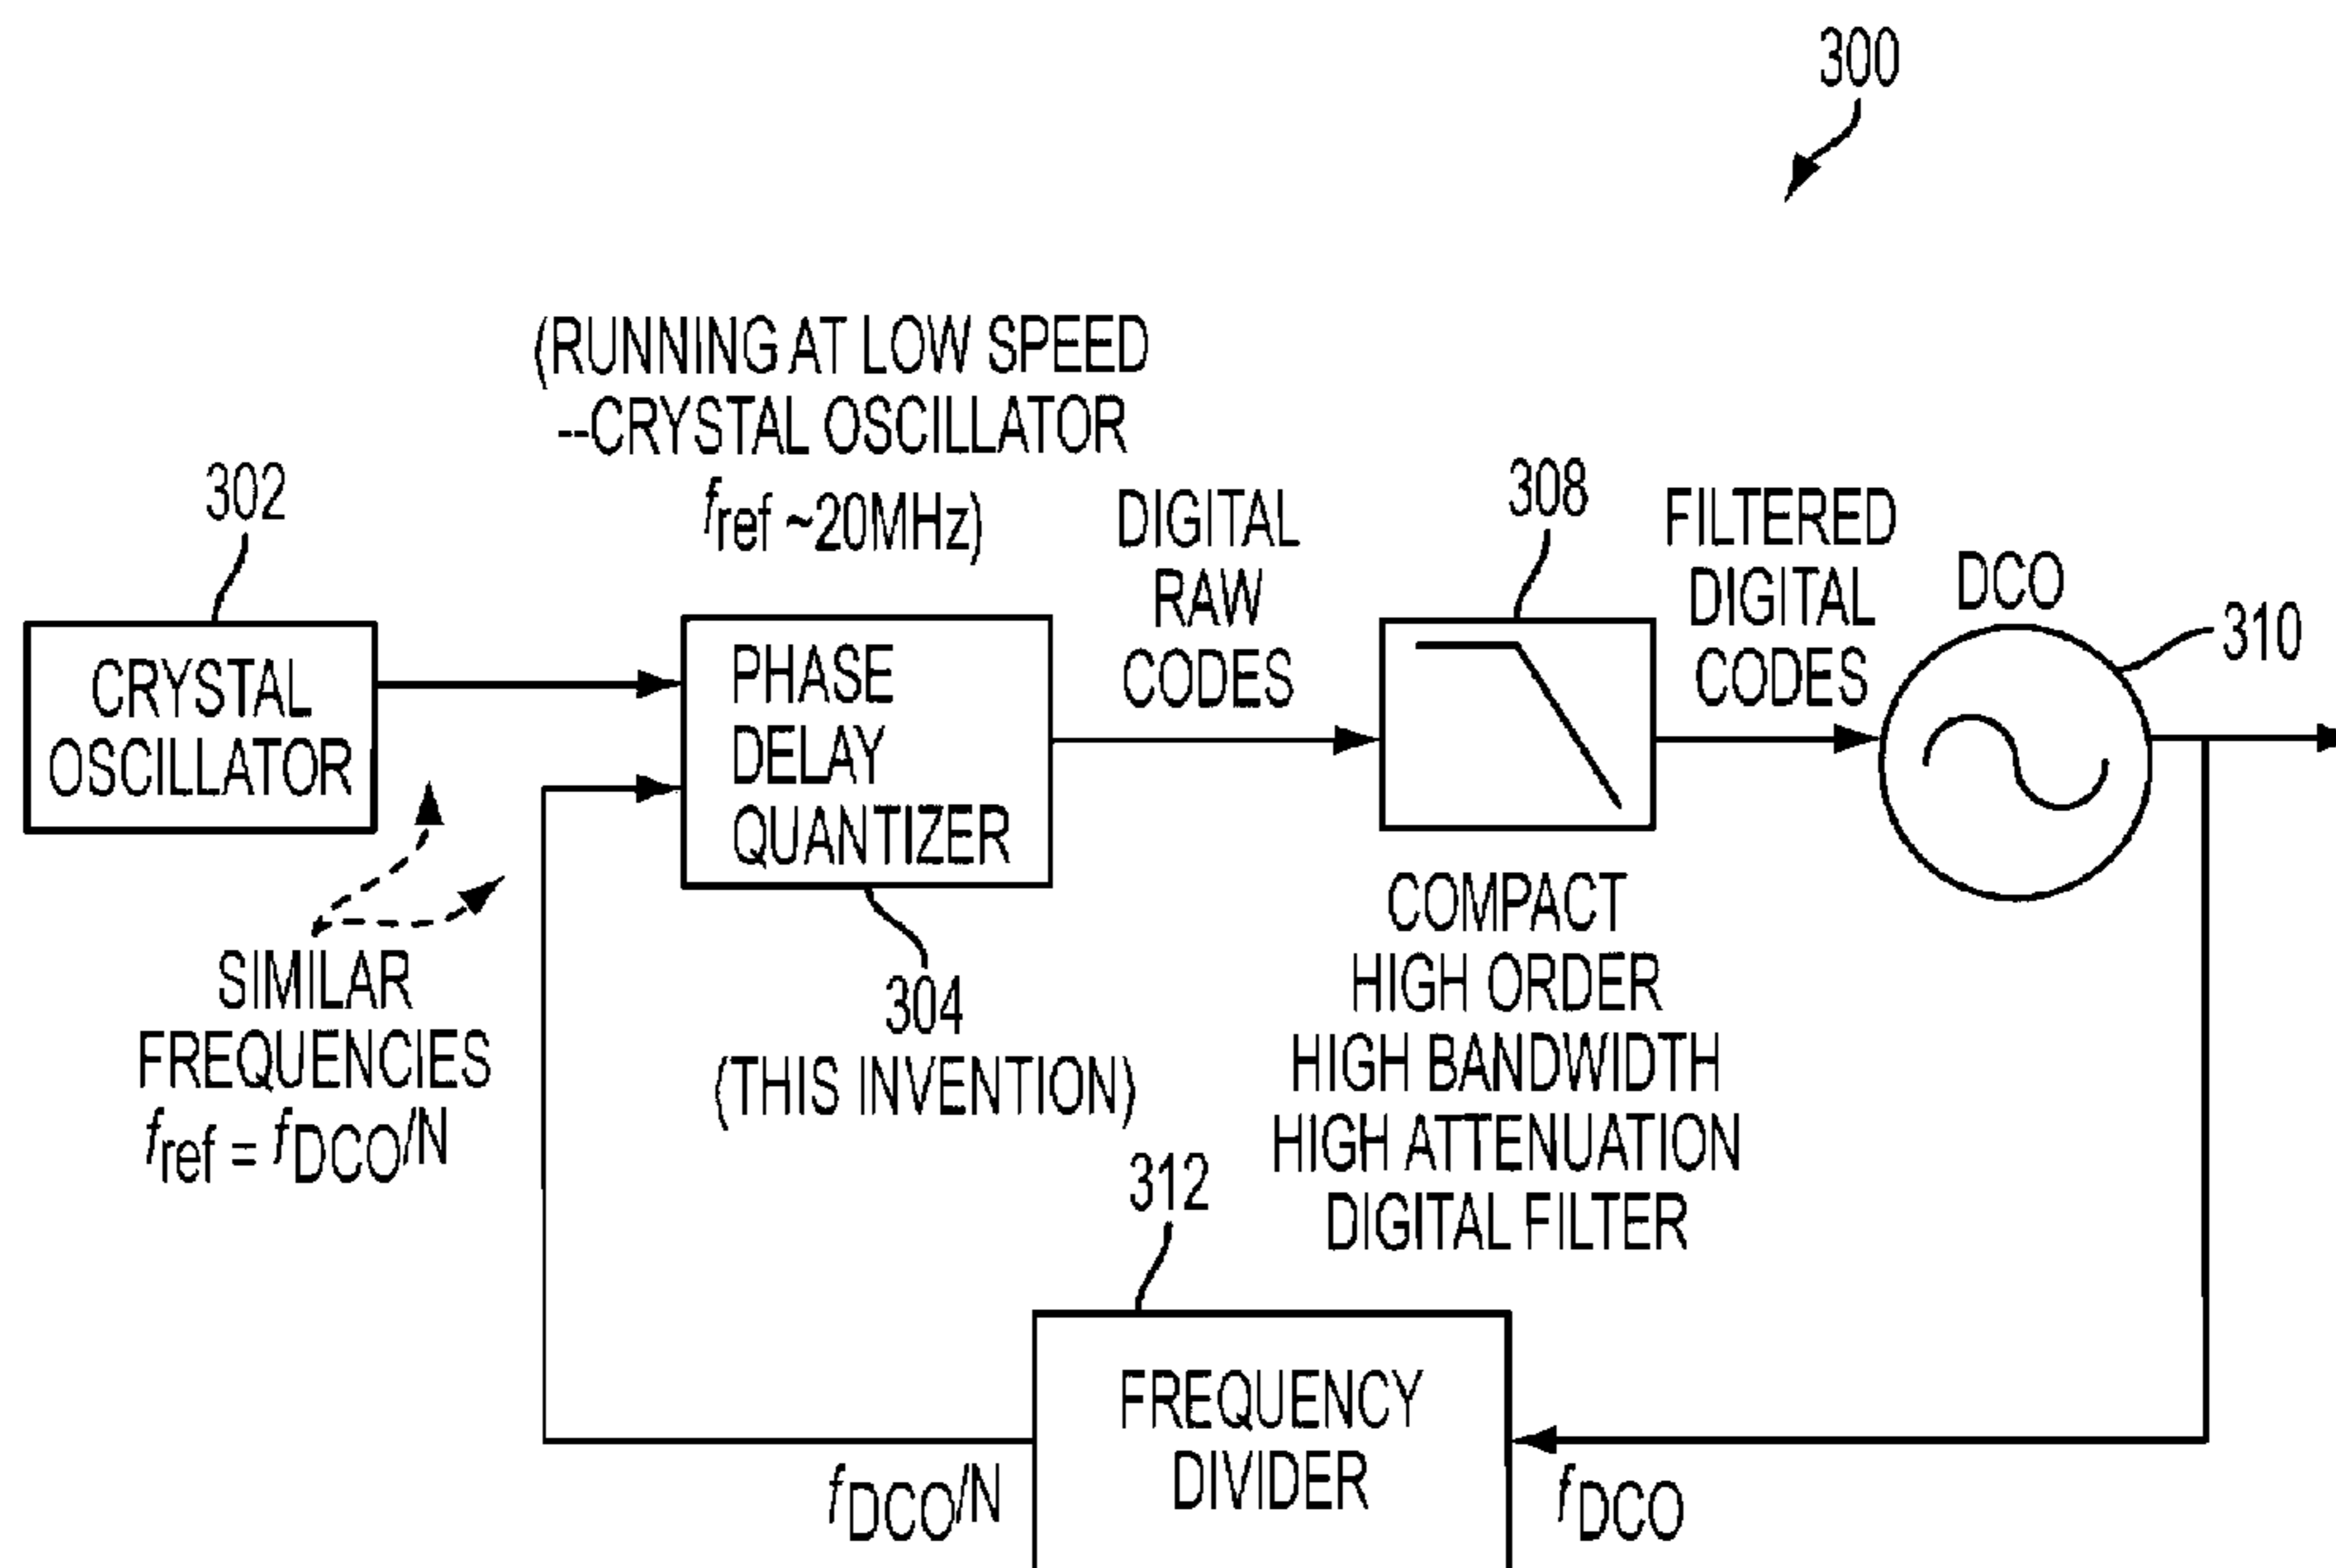 300
(RUNNING AT LOW SPEED
--CRYSTAL OSCILLATOR
fref ~20MHz)
302
CRYSTAL
OSCILLATOR
PHASE
DELAY
QUANTIZER
304
(THIS INVENTION)
DIGITAL
RAW
CODES
308
COMPACT
HIGH ORDER
HIGH BANDWIDTH
HIGH ATTENUATION
DIGITAL FILTER
FILTERED
DIGITAL
CODES
DCO
310
SIMILAR
FREQUENCIES
fref = fDCO/N
312
FREQUENCY
DIVIDER
fDCO/N
fDCO